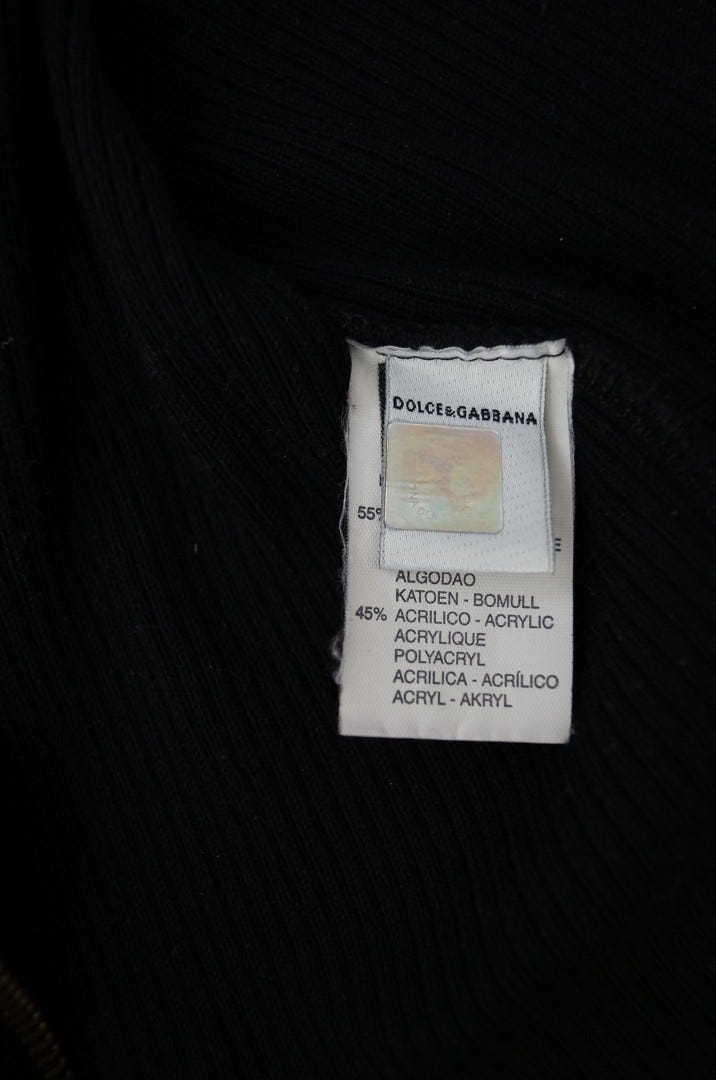 DOLCE&GABBANA
55%
ALGODAO
KATOEN - BOMULL
45% ACRILICO - ACRYLIC
ACRYLIQUE
POLYACRYL
ACRILICA - ACRÍLICO
ACRYL - AKRYL